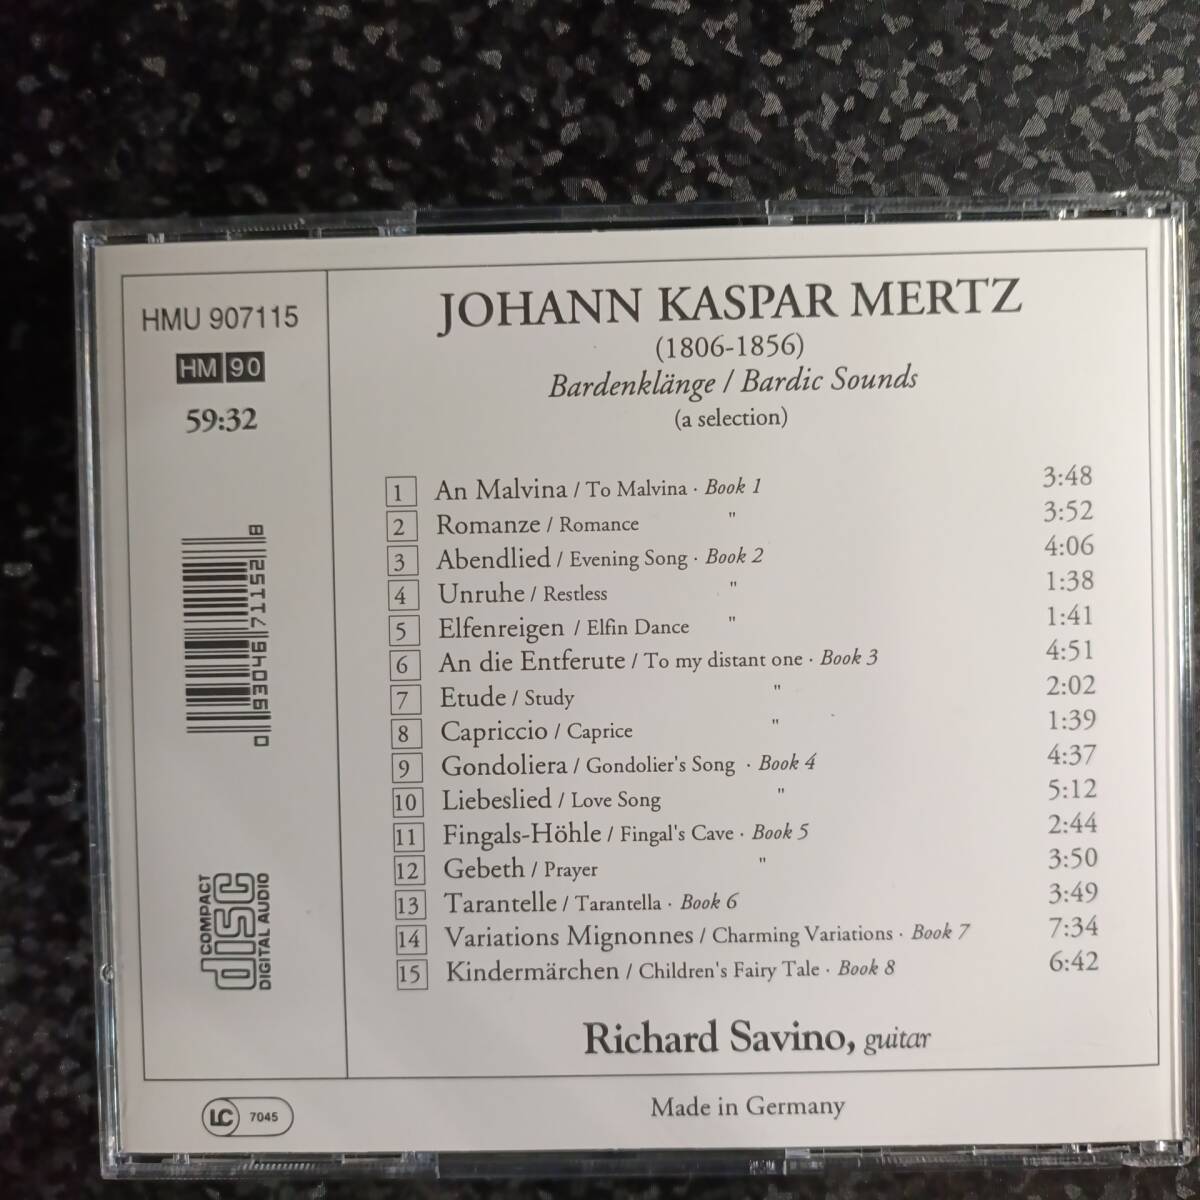 HMU 907115
HM 90
59:32
0 93046 71152 8
COMPACT
disc
DIGITAL AUDIO
JOHANN KASPAR MERTZ
(1806-1856)
Bardenklänge / Bardic Sounds
(a selection)
1 An Malvina / To Malvina · Book 1 3:48
2 Romanze / Romance " 3:52
3 Abendlied / Evening Song · Book 2 4:06
4 Unruhe / Restless " 1:38
5 Elfenreigen / Elfin Dance " 1:41
6 An die Entferute / To my distant one · Book 3 4:51
7 Etude / Study " 2:02
8 Capriccio / Caprice " 1:39
9 Gondoliera / Gondolier's Song · Book 4 4:37
10 Liebeslied / Love Song " 5:12
11 Fingals-Höhle / Fingal's Cave · Book 5 2:44
12 Gebeth / Prayer " 3:50
13 Tarantelle / Tarantella · Book 6 3:49
14 Variations Mignonnes / Charming Variations · Book 7 7:34
15 Kindermärchen / Children's Fairy Tale · Book 8 6:42
Richard Savino, guitar
LC 7045
Made in Germany